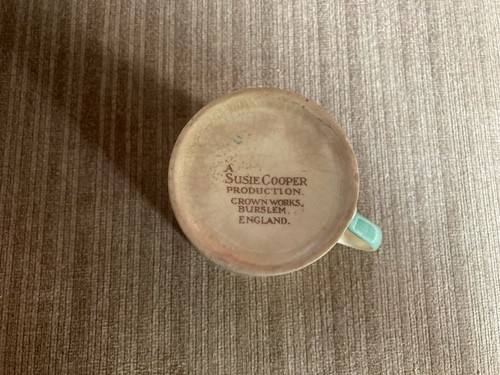 A
SUSIE COOPER
PRODUCTION.
CROWN WORKS,
BURSLEM.
ENGLAND.